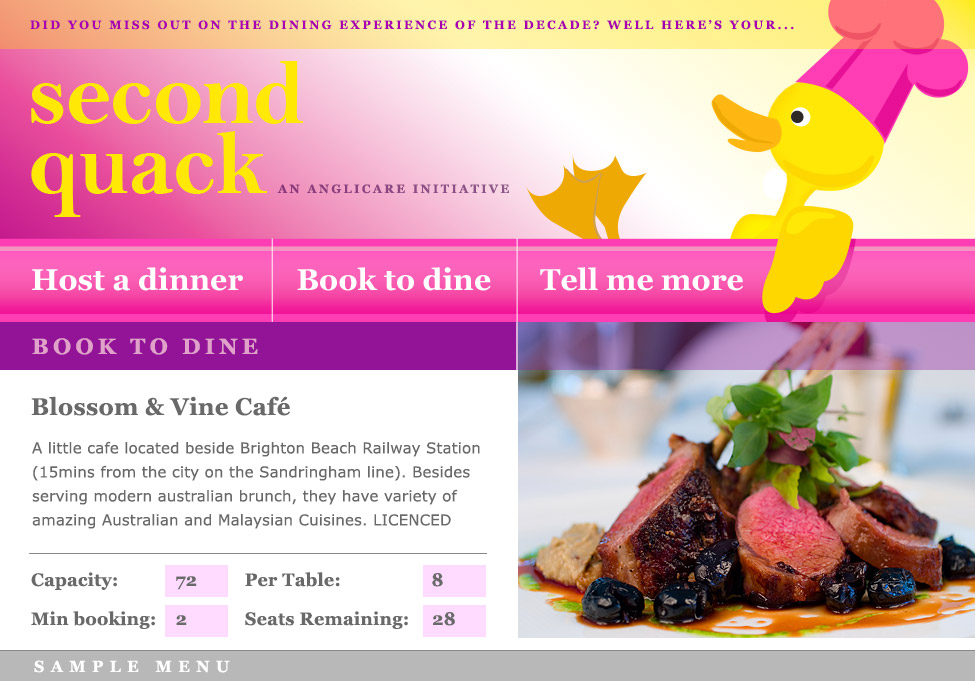 DID YOU MISS OUT ON THE DINING EXPERIENCE OF THE DECADE? WELL HERE'S YOUR...
second
quack
AN ANGLICARE INITIATIVE
Host a dinner
Book to dine
Tell me more
BOOK TO DINE
Blossom & Vine Café
A little cafe located beside Brighton Beach Railway Station
(15mins from the city on the Sandringham line). Besides
serving modern australian brunch, they have variety of
amazing Australian and Malaysian Cuisines. LICENCED
Capacity: 72 Per Table: 8
Min booking: 2 Seats Remaining: 28
SAMPLE MENU